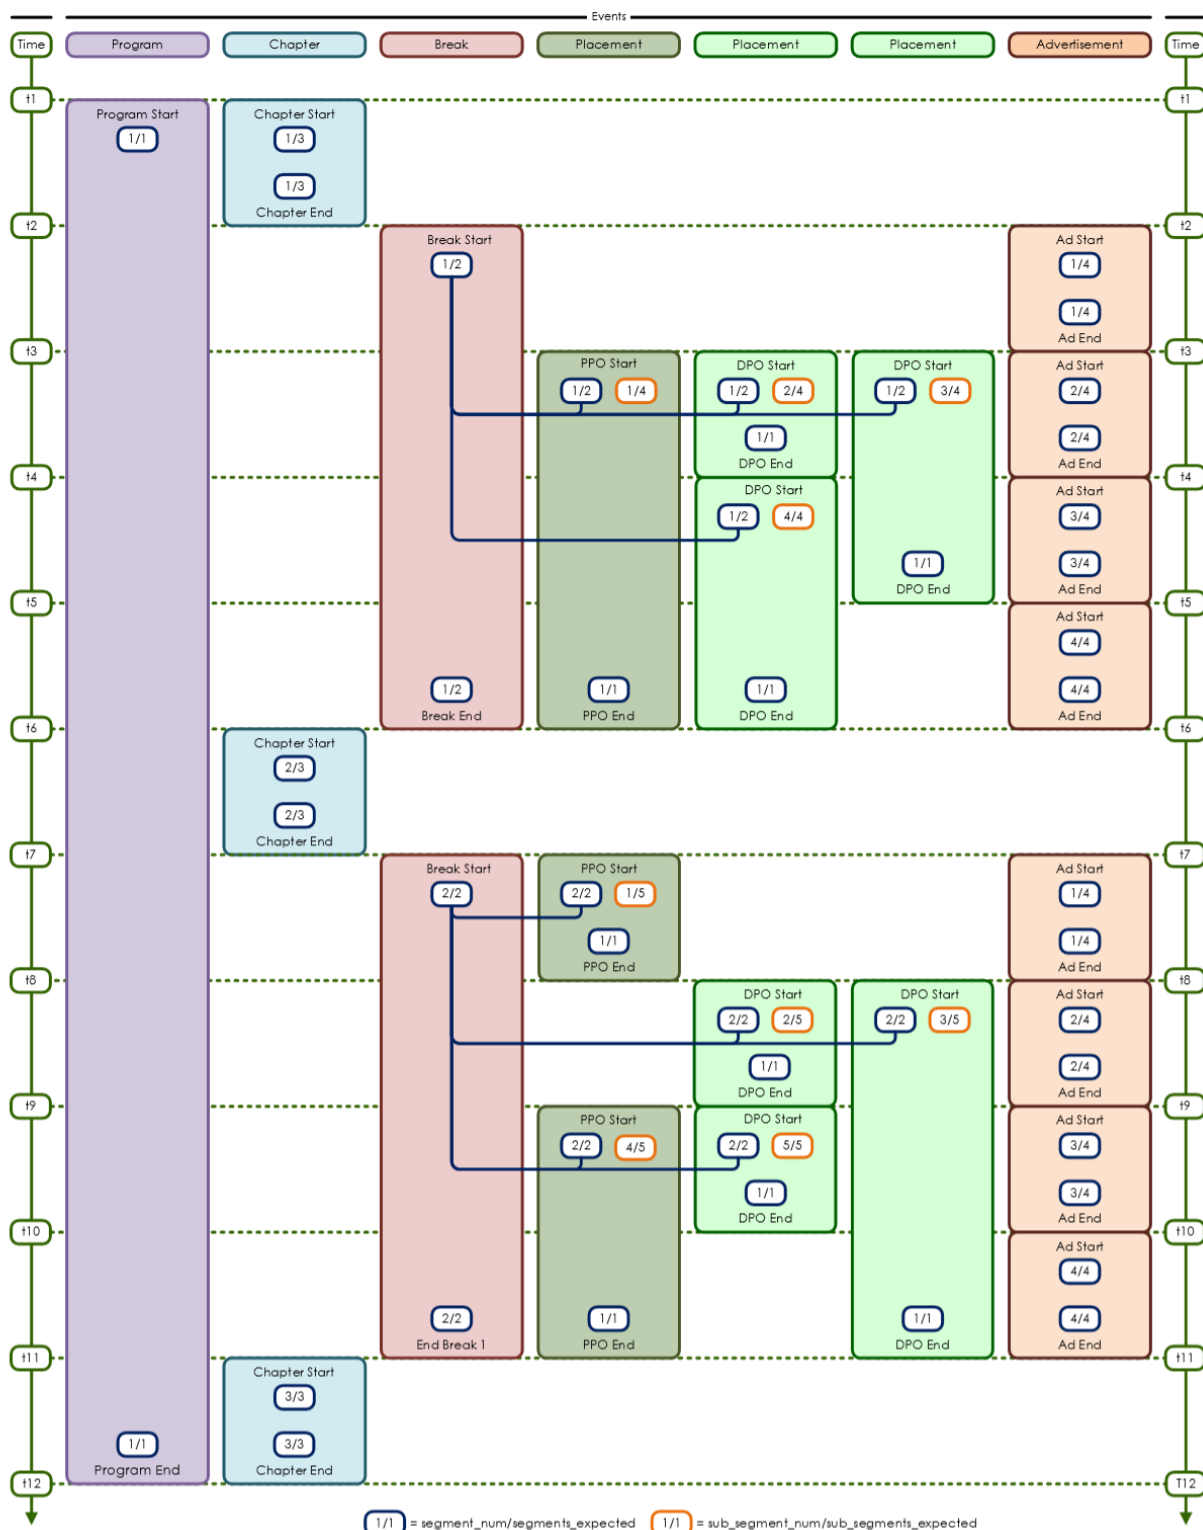 Events
Time Program Chapter Break Placement Placement Placement Advertisement Time
t1 t1
Program Start Chapter Start
1/1 1/3
1/3
Chapter End
t2 t2
Break Start Ad Start
1/2 1/4
1/4
Ad End
t3 t3
PPO Start DPO Start DPO Start Ad Start
1/2 1/4 1/2 2/4 1/2 3/4 2/4
1/1 2/4
DPO End Ad End
t4 t4
DPO Start Ad Start
1/2 4/4 3/4
1/1 3/4
DPO End Ad End
t5 t5
Ad Start
4/4
1/2 1/1 1/1 4/4
Break End PPO End DPO End Ad End
t6 t6
Chapter Start
2/3
2/3
Chapter End
t7 t7
Break Start PPO Start Ad Start
2/2 2/2 1/5 1/4
1/1 1/4
PPO End Ad End
t8 t8
DPO Start DPO Start Ad Start
2/2 2/5 2/2 3/5 2/4
1/1 2/4
DPO End Ad End
t9 t9
PPO Start DPO Start Ad Start
2/2 4/5 2/2 5/5 3/4
1/1 3/4
DPO End Ad End
t10 t10
Ad Start
4/4
2/2 1/1 1/1 4/4
End Break 1 PPO End DPO End Ad End
t11 t11
Chapter Start
3/3
1/1 3/3
Program End Chapter End
t12 T12
1/1 = segment_num/segments_expected 1/1 = sub_segment_num/sub_segments_expected